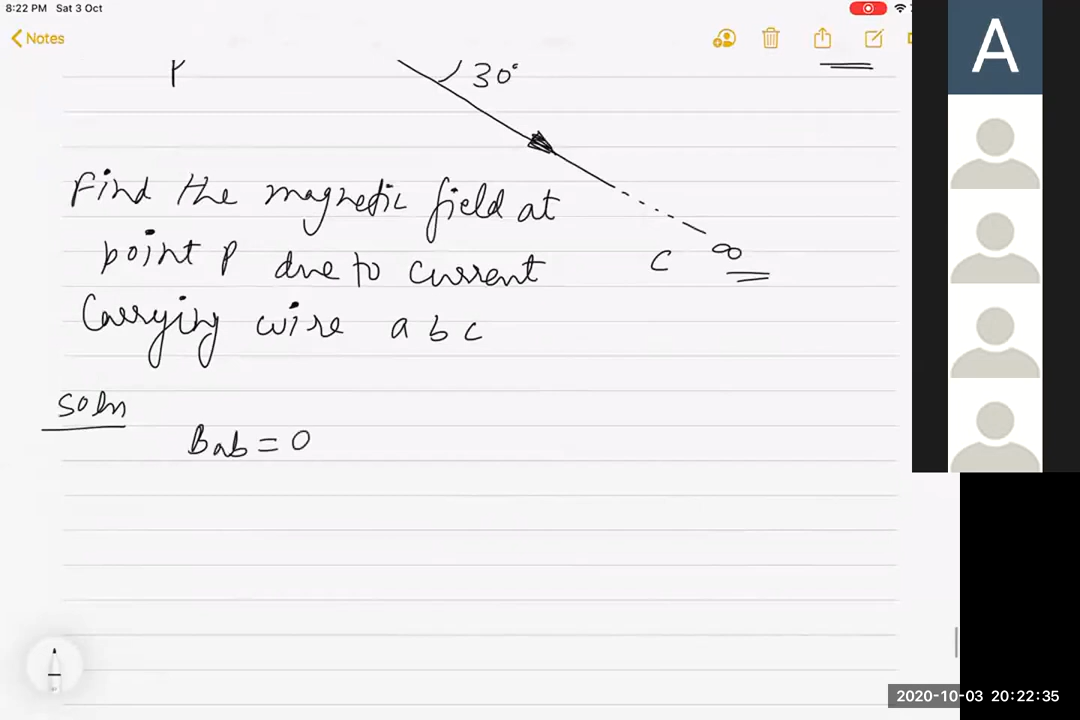 8:22 PM Sat 3 Oct
Notes
A
P
30°
Find the magnetic field at
point P due to current
Carrying wire a b c
C ∞
Soln
Bab = 0
2020-10-03 20:22:35